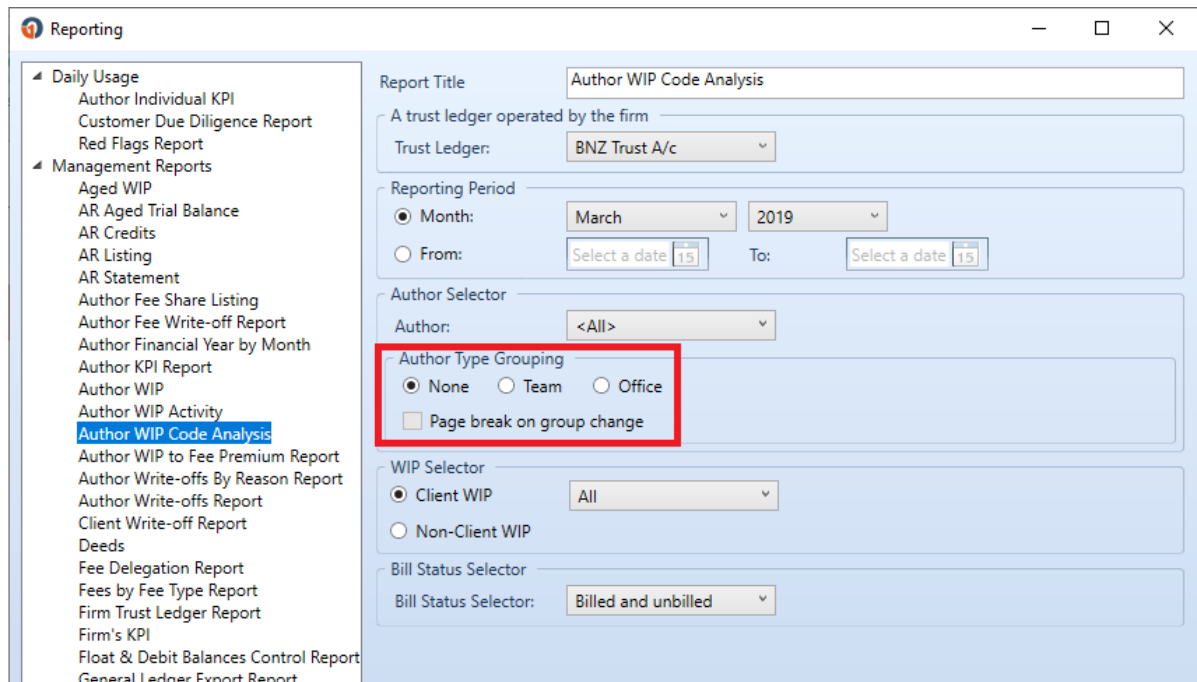 Reporting
Daily Usage
Author Individual KPI
Customer Due Diligence Report
Red Flags Report
Management Reports
Aged WIP
AR Aged Trial Balance
AR Credits
AR Listing
AR Statement
Author Fee Share Listing
Author Fee Write-off Report
Author Financial Year by Month
Author KPI Report
Author WIP
Author WIP Activity
Author WIP Code Analysis
Author WIP to Fee Premium Report
Author Write-offs By Reason Report
Author Write-offs Report
Client Write-off Report
Deeds
Fee Delegation Report
Fees by Fee Type Report
Firm Trust Ledger Report
Firm's KPI
Float & Debit Balances Control Report
General Ledger Export Report
Report Title Author WIP Code Analysis
A trust ledger operated by the firm
Trust Ledger: BNZ Trust A/c
Reporting Period
Month: March 2019
From: Select a date 15 To: Select a date 15
Author Selector
Author: <All>
Author Type Grouping
None Team Office
Page break on group change
WIP Selector
Client WIP All
Non-Client WIP
Bill Status Selector
Bill Status Selector: Billed and unbilled